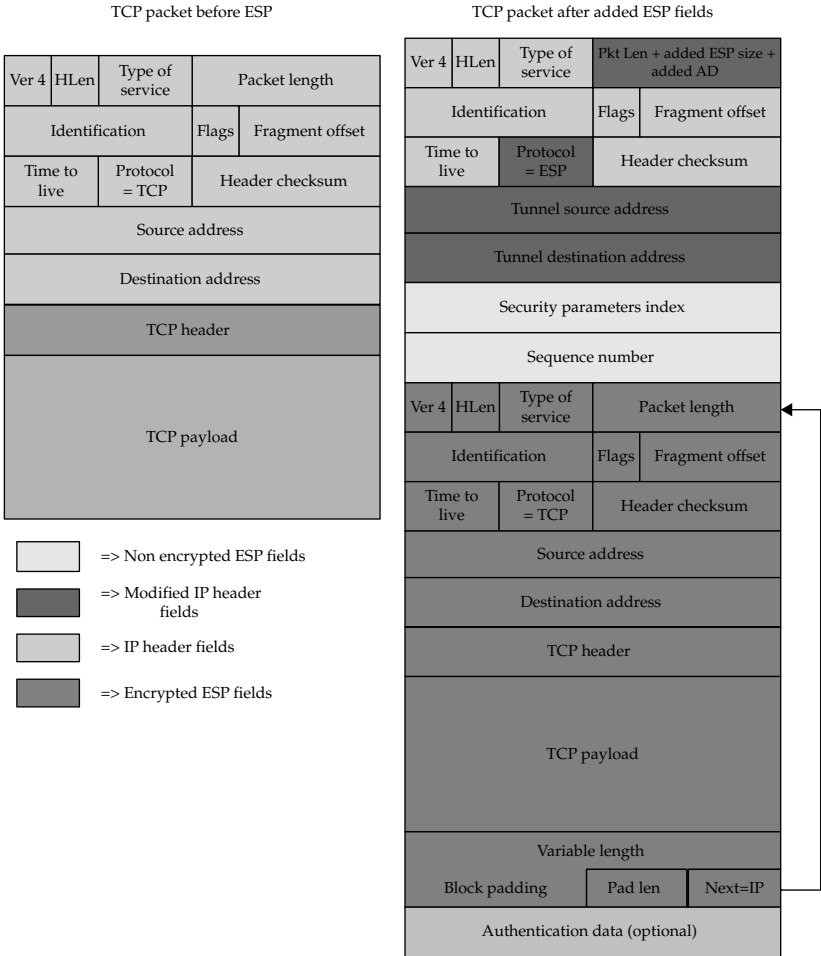 TCP packet before ESP
Ver 4
HLen
Type of
service
Packet length
Identification
Flags
Fragment offset
Time to
live
Protocol
= TCP
Header checksum
Source address
Destination address
TCP header
TCP payload
=> Non encrypted ESP fields
=> Modified IP header
fields
=> IP header fields
=> Encrypted ESP fields
TCP packet after added ESP fields
Ver 4
HLen
Type of
service
Pkt Len + added ESP size +
added AD
Identification
Flags
Fragment offset
Time to
live
Protocol
= ESP
Header checksum
Tunnel source address
Tunnel destination address
Security parameters index
Sequence number
Ver 4
HLen
Type of
service
Packet length
Identification
Flags
Fragment offset
Time to
live
Protocol
= TCP
Header checksum
Source address
Destination address
TCP header
TCP payload
Variable length
Block padding
Pad len
Next=IP
Authentication data (optional)